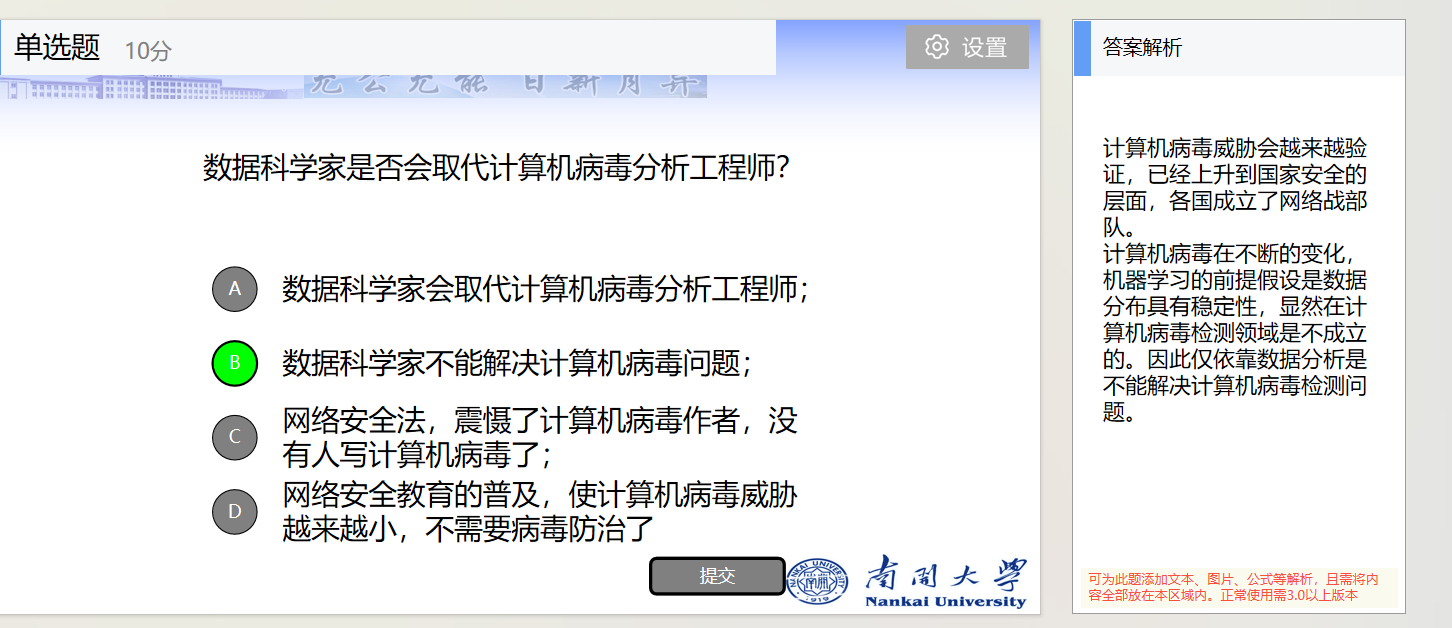 单选题 10分
设置
允公允能 日新月异
数据科学家是否会取代计算机病毒分析工程师？
A 数据科学家会取代计算机病毒分析工程师；
B 数据科学家不能解决计算机病毒问题；
C 网络安全法，震慑了计算机病毒作者，没
有人写计算机病毒了；
D 网络安全教育的普及，使计算机病毒威胁
越来越小，不需要病毒防治了
提交
NANKAI UNIVERSITY
1919
南开大学
Nankai University
答案解析
计算机病毒威胁会越来越验
证，已经上升到国家安全的
层面，各国成立了网络战部
队。
计算机病毒在不断的变化，
机器学习的前提假设是数据
分布具有稳定性，显然在计
算机病毒检测领域是不成立
的。因此仅依靠数据分析是
不能解决计算机病毒检测问
题。
可为此题添加文本、图片、公式等解析，且需将内
容全部放在本区域内。正常使用需3.0以上版本